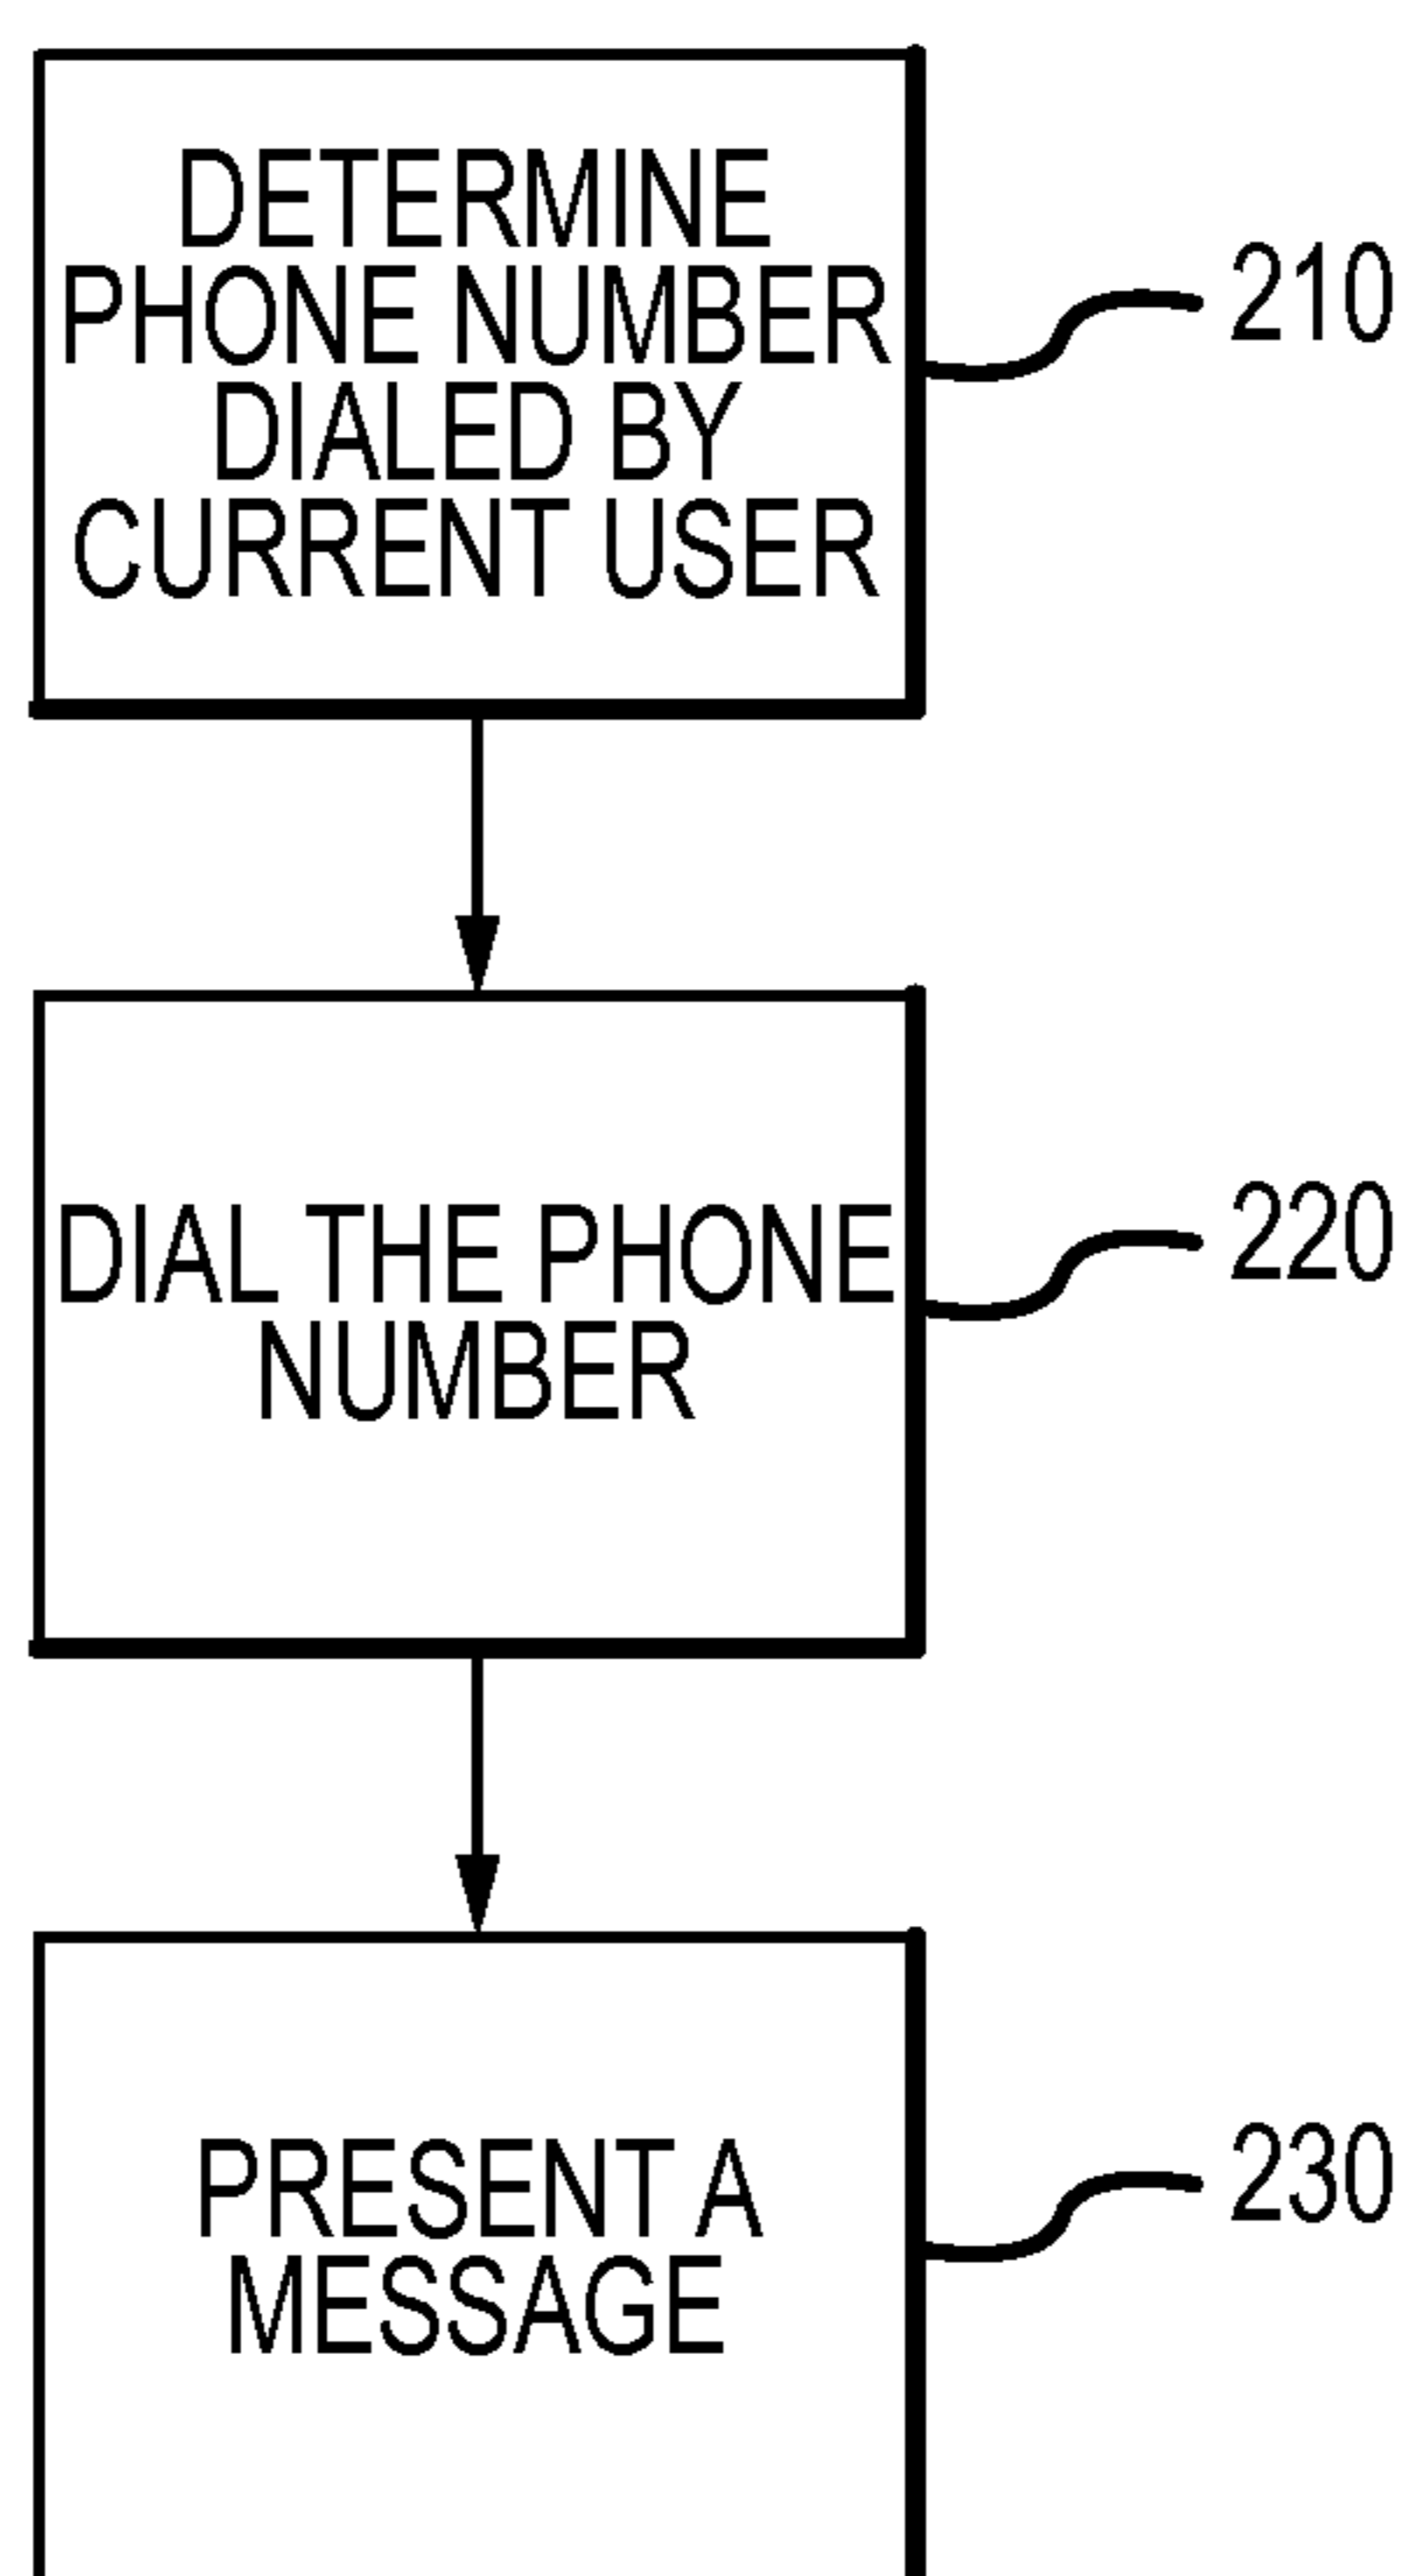 DETERMINE
PHONE NUMBER
DIALED BY
CURRENT USER
210
DIAL THE PHONE
NUMBER
220
PRESENT A
MESSAGE
230